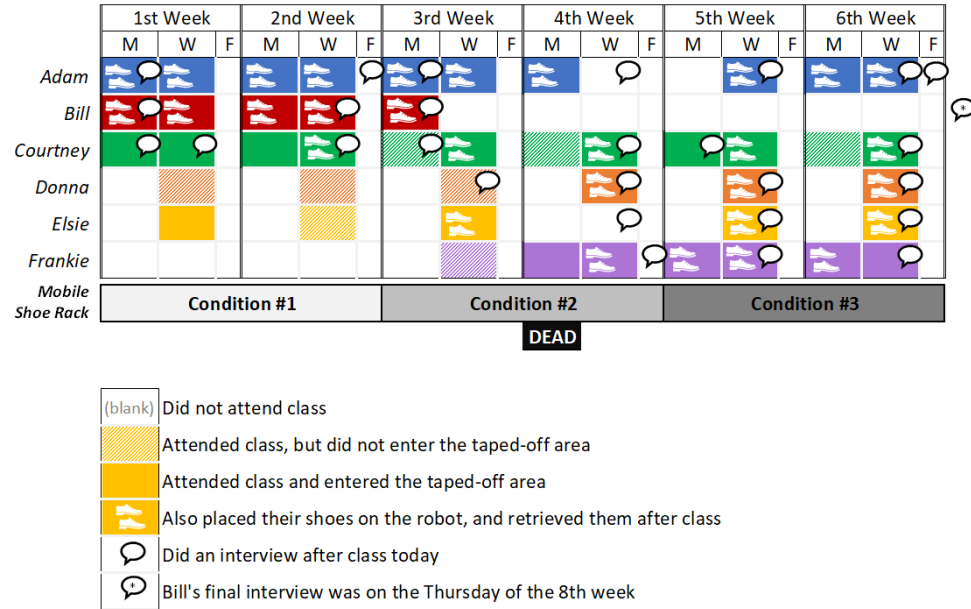 1st Week 2nd Week 3rd Week 4th Week 5th Week 6th Week
M W F M W F M W F M W F M W F M W F
Adam
Bill
*
Courtney
Donna
Elsie
Frankie
Mobile
Shoe Rack
Condition #1 Condition #2 Condition #3
DEAD
(blank) Did not attend class
Attended class, but did not enter the taped-off area
Attended class and entered the taped-off area
Also placed their shoes on the robot, and retrieved them after class
Did an interview after class today
* Bill's final interview was on the Thursday of the 8th week